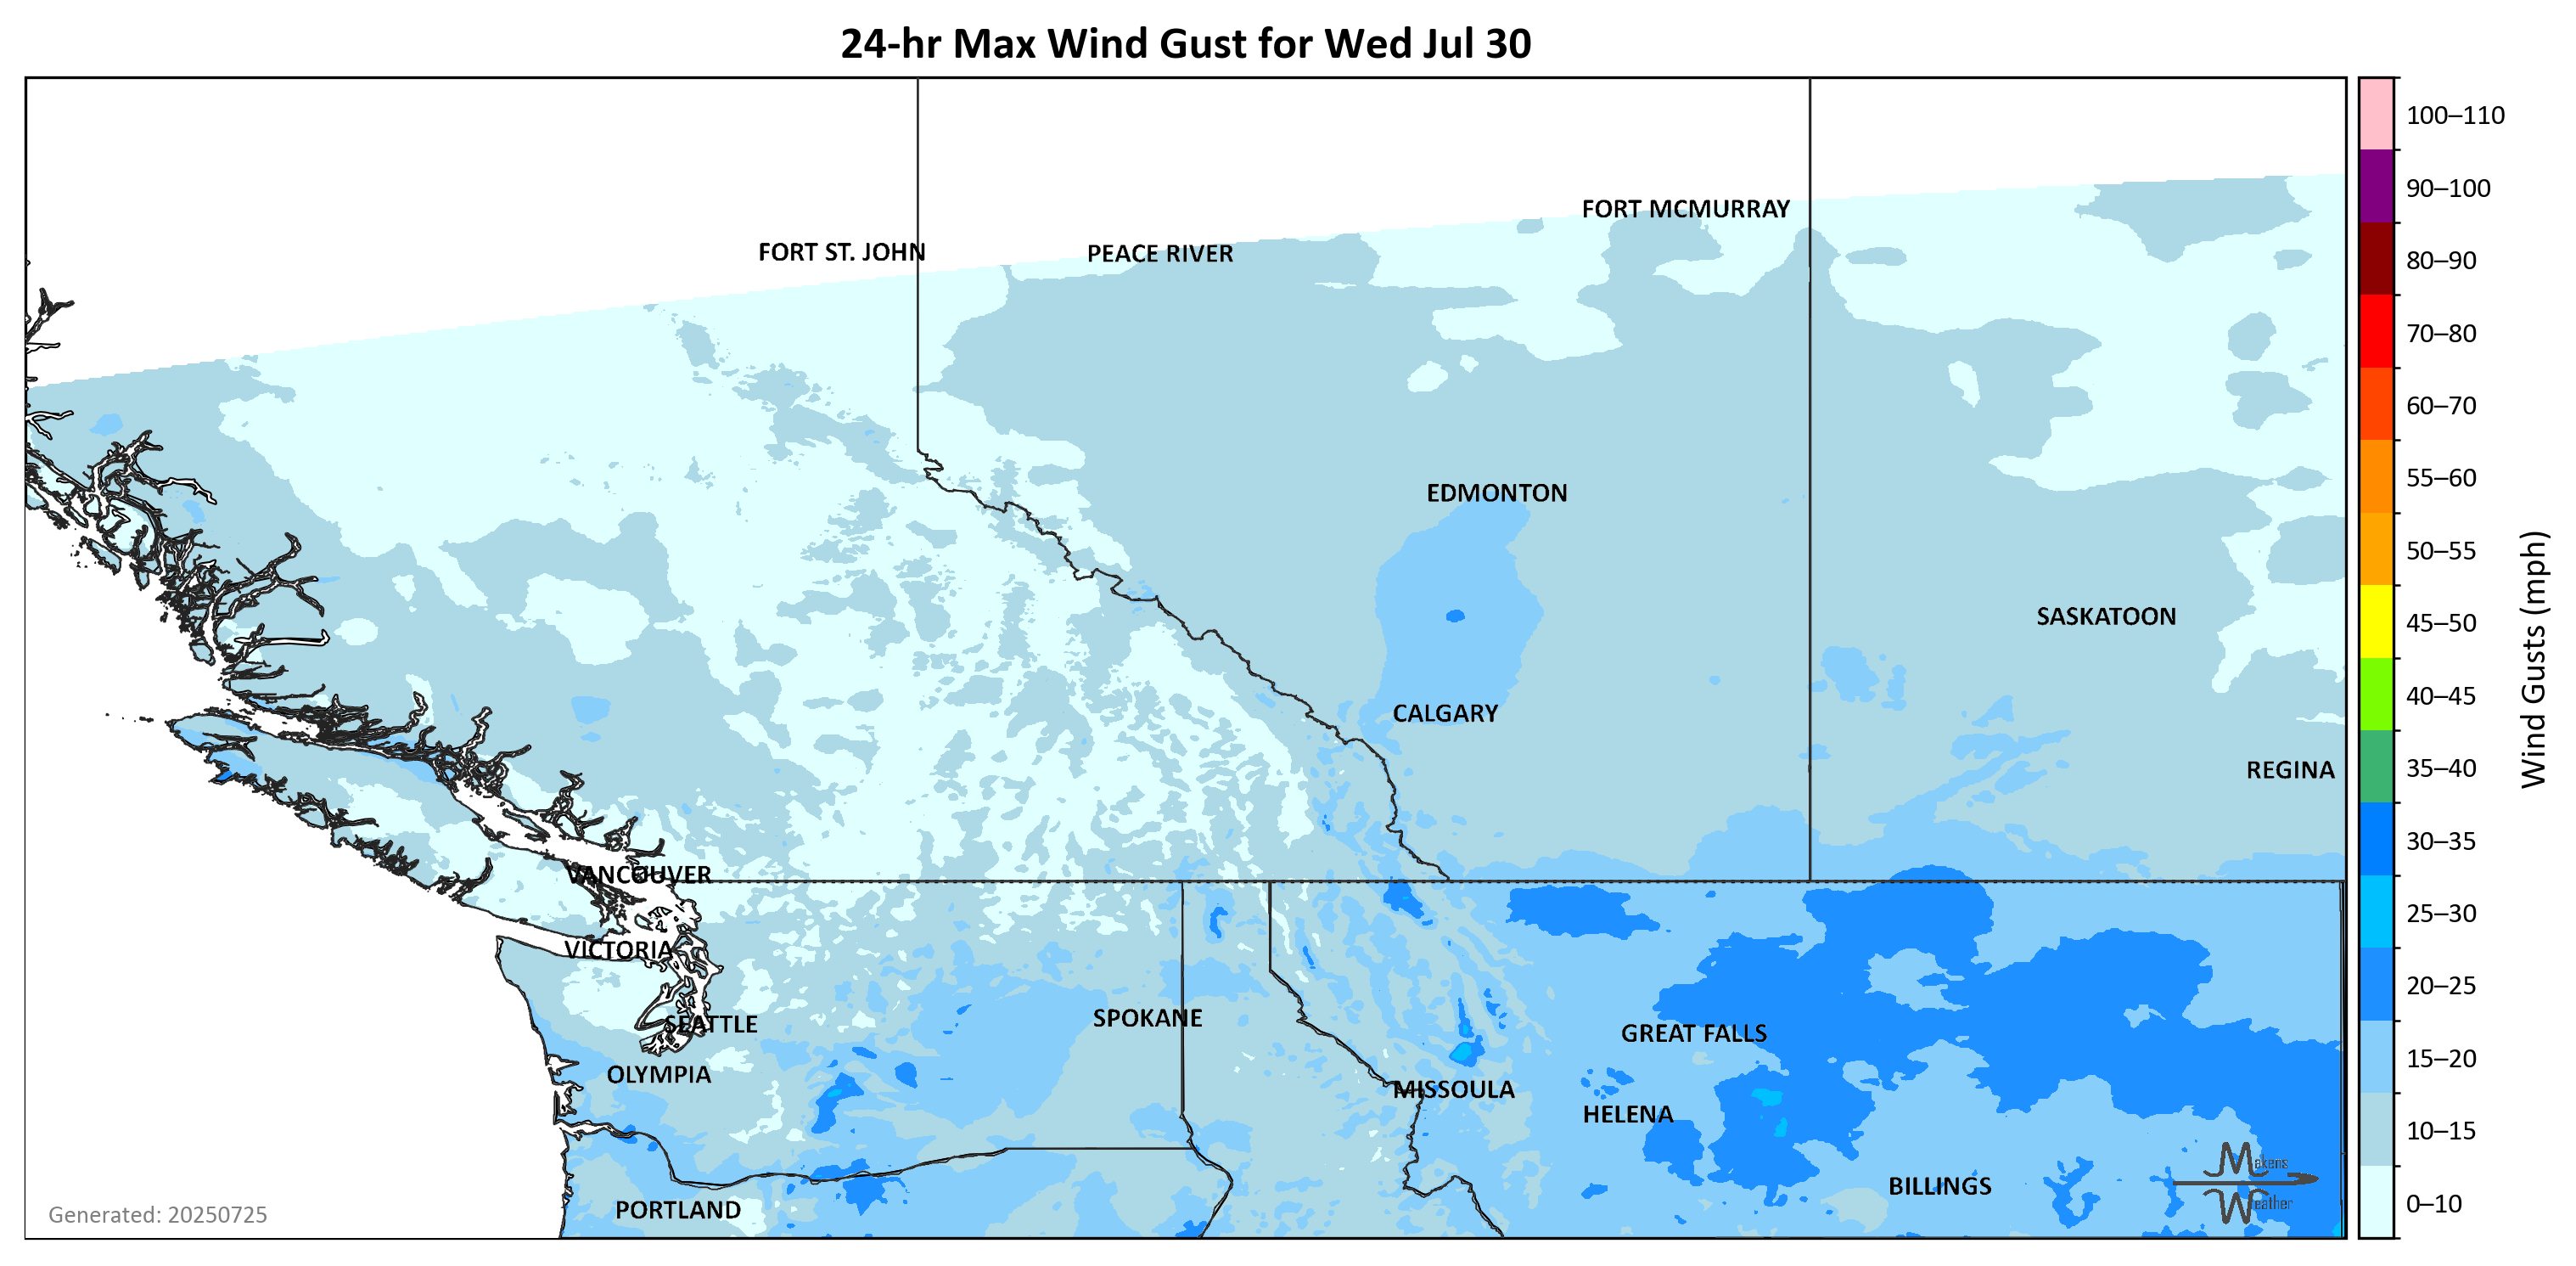 24-hr Max Wind Gust for Wed Jul 30
100–110
90–100
80–90
70–80
60–70
55–60
50–55
45–50
40–45
35–40
30–35
25–30
20–25
15–20
10–15
0–10
Wind Gusts (mph)
FORT MCMURRAY
FORT ST. JOHN
PEACE RIVER
EDMONTON
SASKATOON
CALGARY
REGINA
VANCOUVER
VICTORIA
SEATTLE
SPOKANE
GREAT FALLS
OLYMPIA
MISSOULA
HELENA
BILLINGS
PORTLAND
Makens
Weather
Generated: 20250725